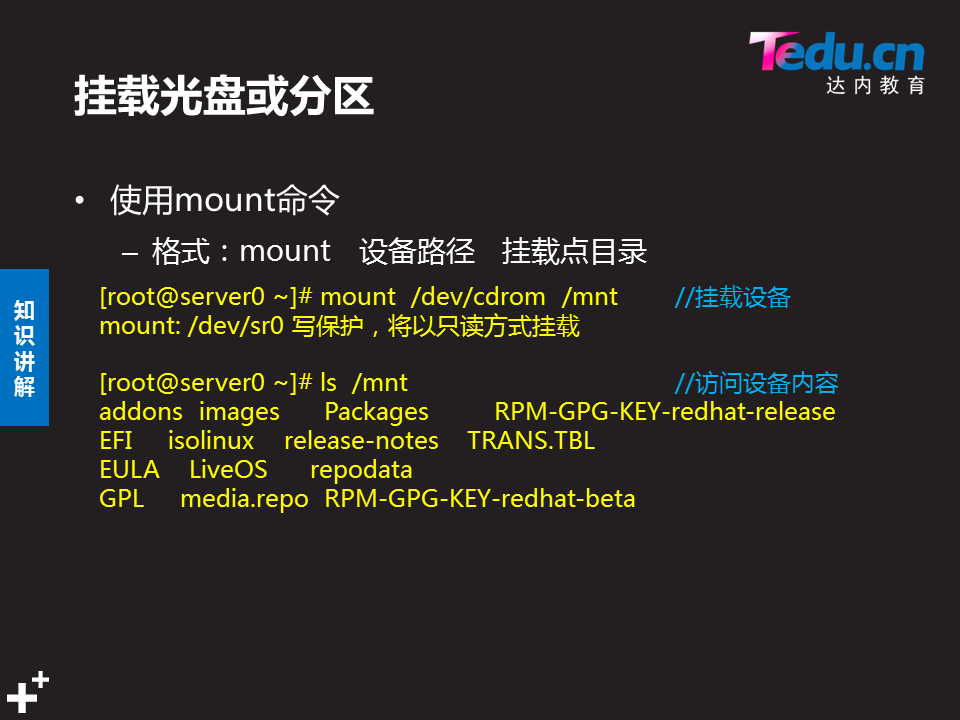 Tedu.cn
达内教育
挂载光盘或分区
• 使用mount命令
– 格式：mount 设备路径 挂载点目录
知识讲解
[root@server0 ~]# mount /dev/cdrom /mnt //挂载设备
mount: /dev/sr0 写保护，将以只读方式挂载
[root@server0 ~]# ls /mnt //访问设备内容
addons images Packages RPM-GPG-KEY-redhat-release
EFI isolinux release-notes TRANS.TBL
EULA LiveOS repodata
GPL media.repo RPM-GPG-KEY-redhat-beta